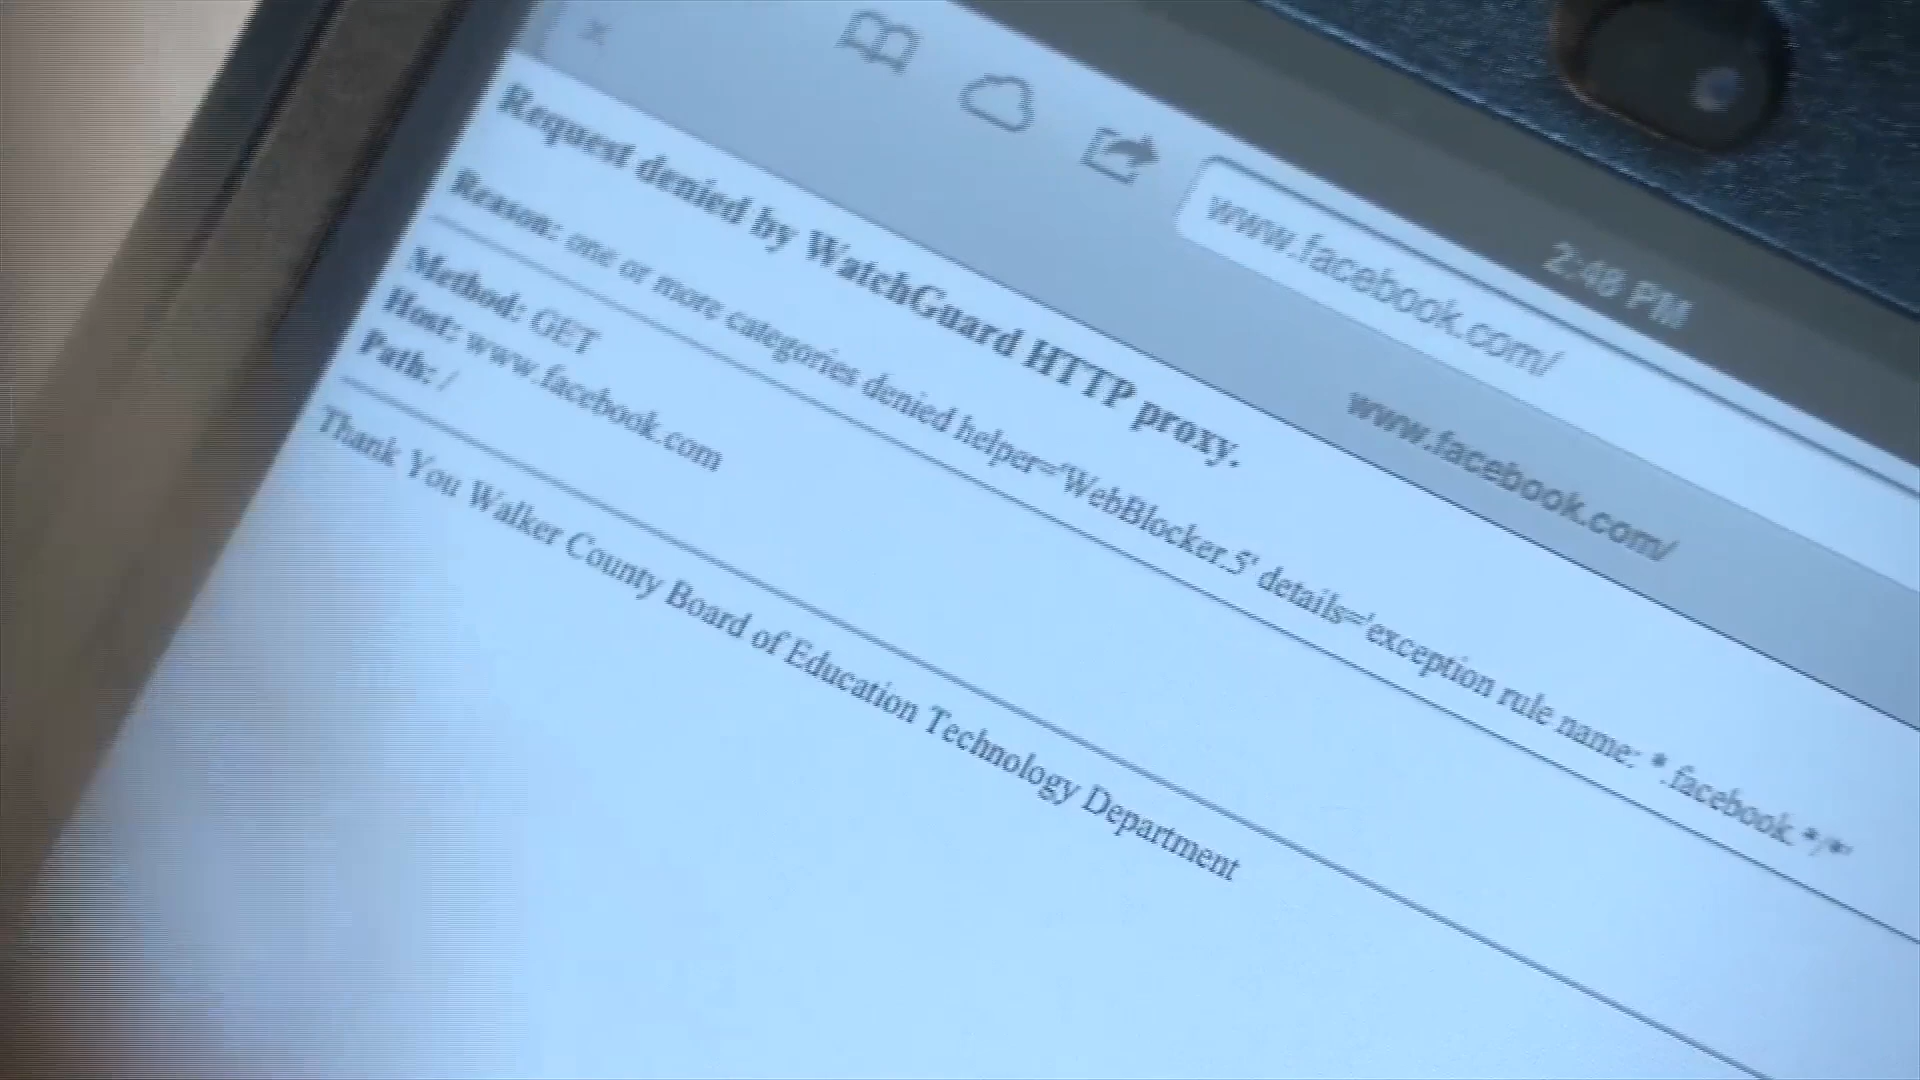 2:48 PM
www.facebook.com/
www.facebook.com/
Request denied by WatchGuard HTTP proxy.
Reason: one or more categories denied helper='WebBlocker.5' details='exception rule name: *.facebook.*/*'
Method: GET
Host: www.facebook.com
Path: /
Thank You Walker County Board of Education Technology Department